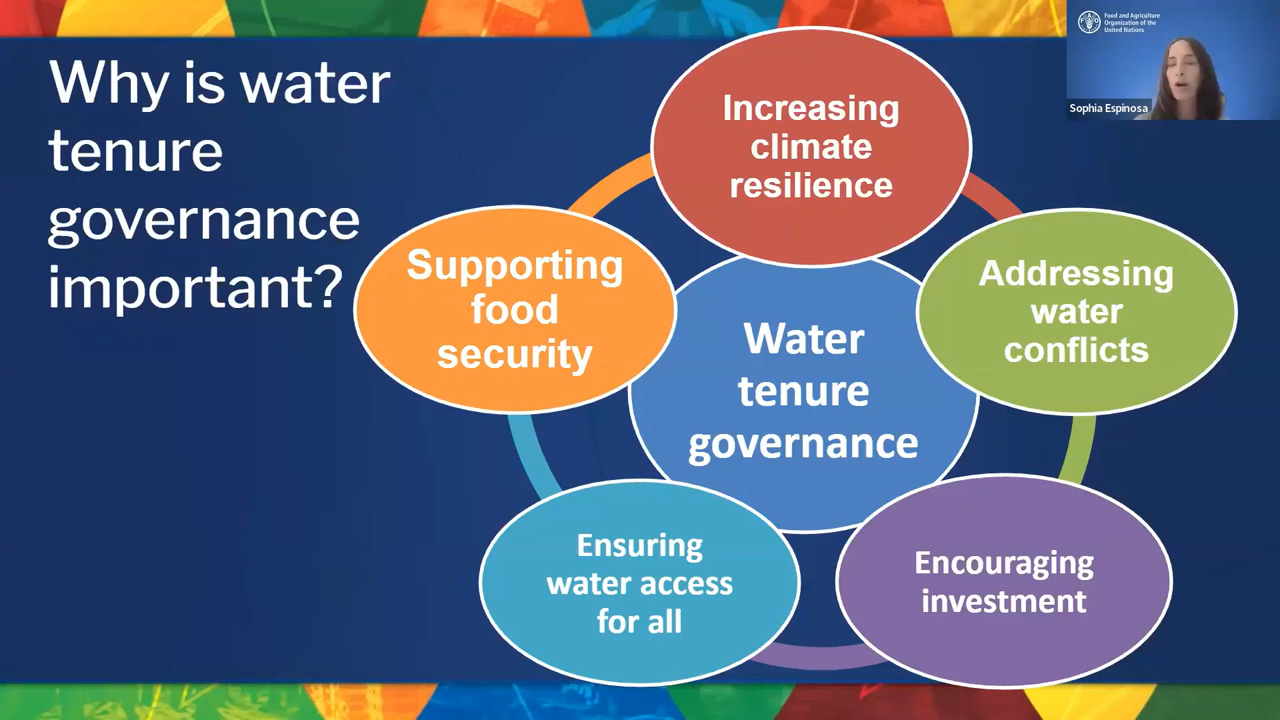 Why is water
tenure
governance
important?
Increasing
climate
resilience
Addressing
water
conflicts
Encouraging
investment
Ensuring
water access
for all
Supporting
food
security
Water
tenure
governance
Food and Agriculture
Organization of the
United Nations
Sophia Espinosa